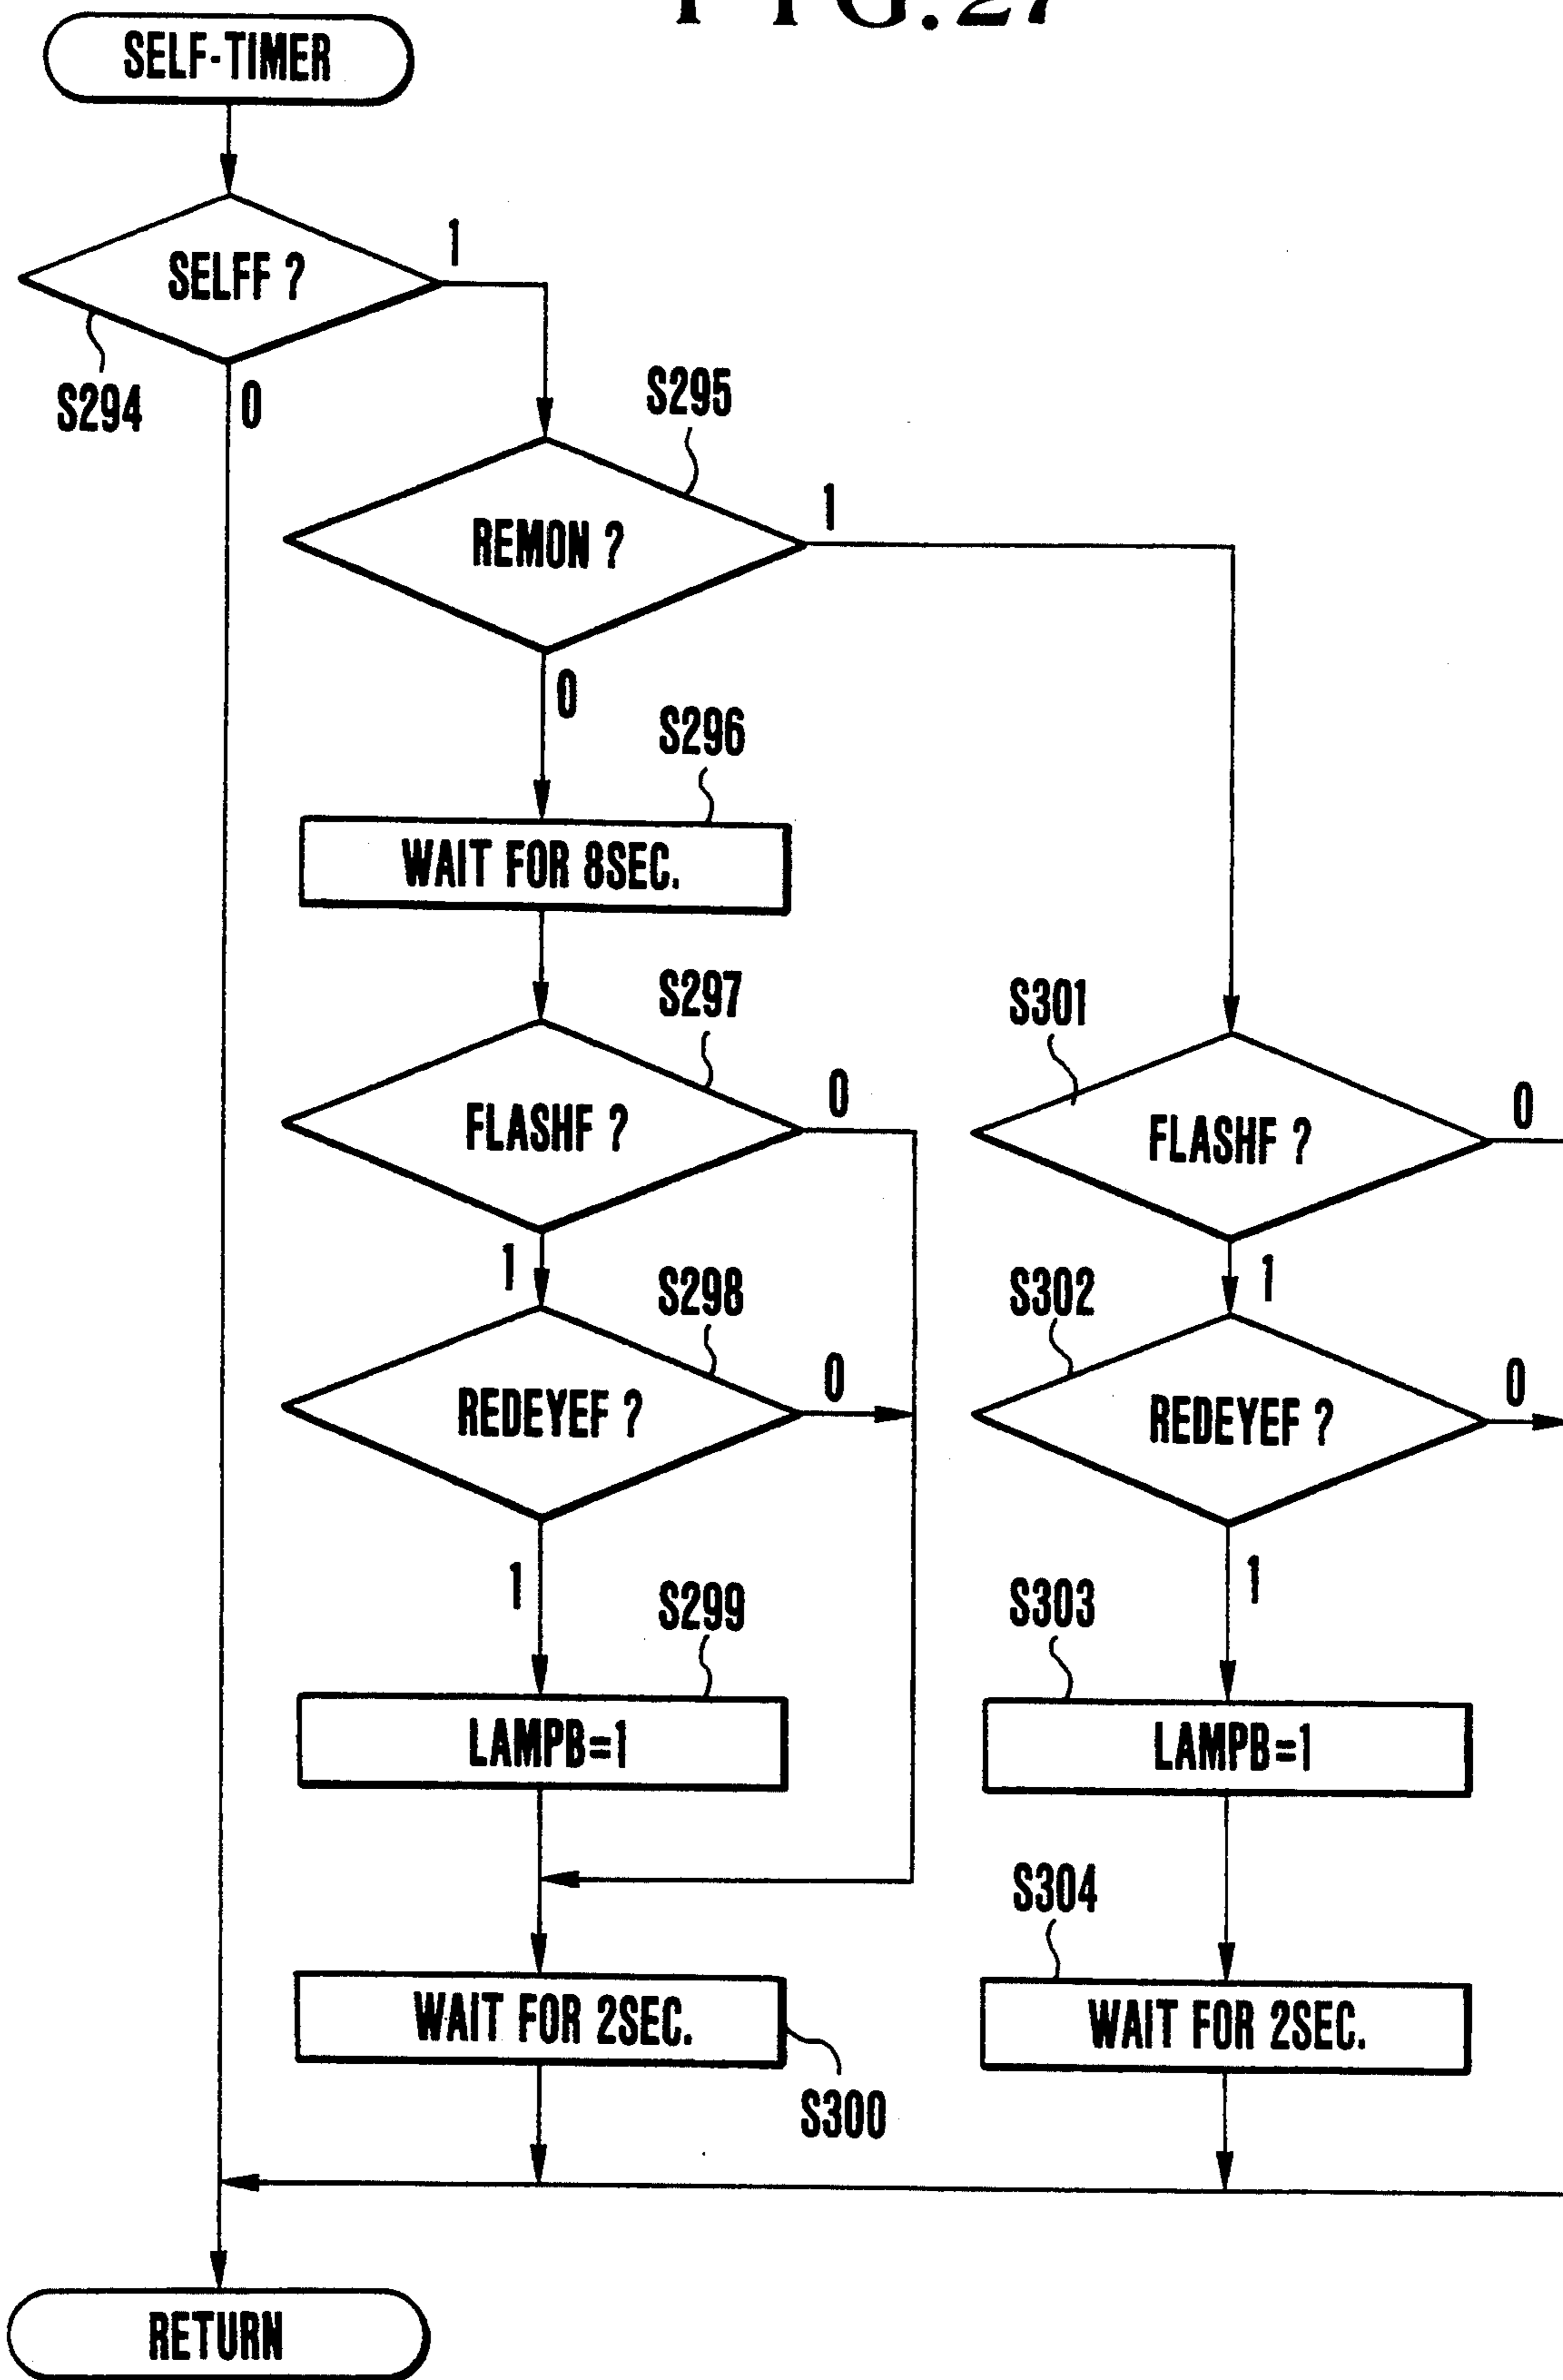 FIG.27
SELF-TIMER
SELFF ?
1
S294
0
S295
REMON ?
1
0
S296
WAIT FOR 8SEC.
S297
FLASHF ?
0
1
S301
FLASHF ?
0
1
S298
REDEYEF ?
0
1
S302
REDEYEF ?
0
1
S299
LAMPB=1
S303
LAMPB=1
S304
WAIT FOR 2SEC.
S300
WAIT FOR 2SEC.
RETURN